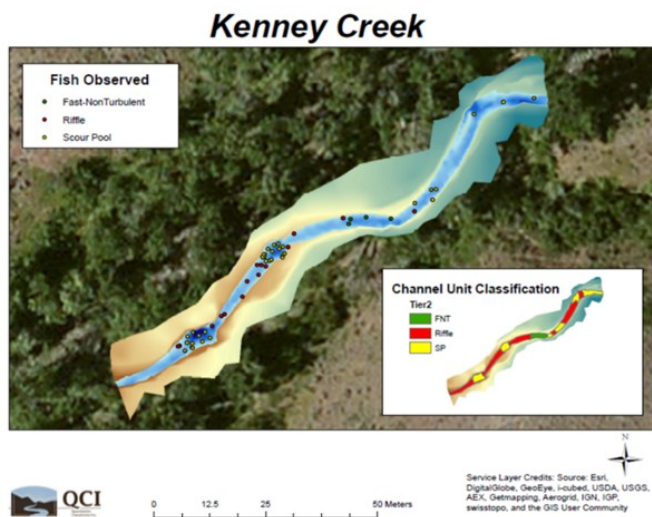 Kenney Creek
Fish Observed
Fast-NonTurbulent
Riffle
Scour Pool
Channel Unit Classification
Tier2
FNT
Riffle
SP
N
QCI
0 12.5 25 50 Meters
Service Layer Credits: Source: Esri,
DigitalGlobe, GeoEye, i-cubed, USDA, USGS,
AEX, Getmapping, Aerogrid, IGN, IGP,
swisstopo, and the GIS User Community